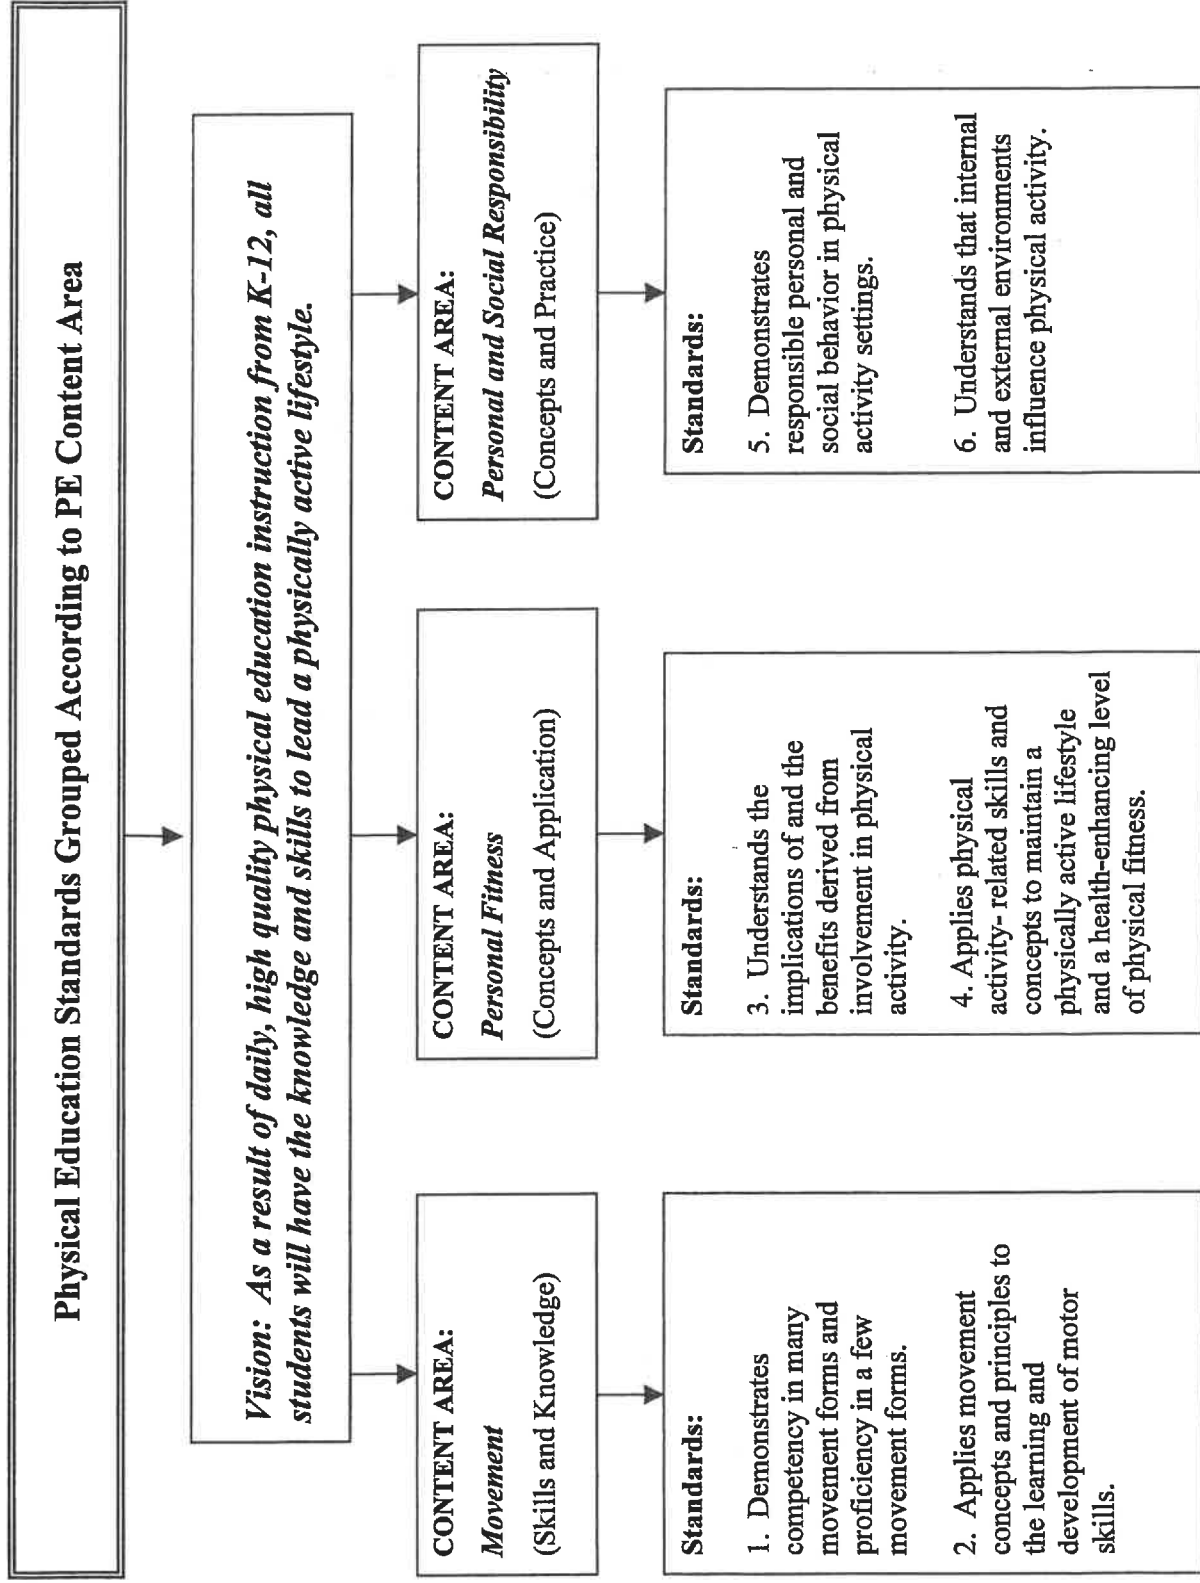 Physical Education Standards Grouped According to PE Content Area
Vision: As a result of daily, high quality physical education instruction from K-12, all
students will have the knowledge and skills to lead a physically active lifestyle.
CONTENT AREA:
Movement
(Skills and Knowledge)
CONTENT AREA:
Personal Fitness
(Concepts and Application)
CONTENT AREA:
Personal and Social Responsibility
(Concepts and Practice)
Standards:
1. Demonstrates
competency in many
movement forms and
proficiency in a few
movement forms.
2. Applies movement
concepts and principles to
the learning and
development of motor
skills.
Standards:
3. Understands the
implications of and the
benefits derived from
involvement in physical
activity.
4. Applies physical
activity- related skills and
concepts to maintain a
physically active lifestyle
and a health-enhancing level
of physical fitness.
Standards:
5. Demonstrates
responsible personal and
social behavior in physical
activity settings.
6. Understands that internal
and external environments
influence physical activity.